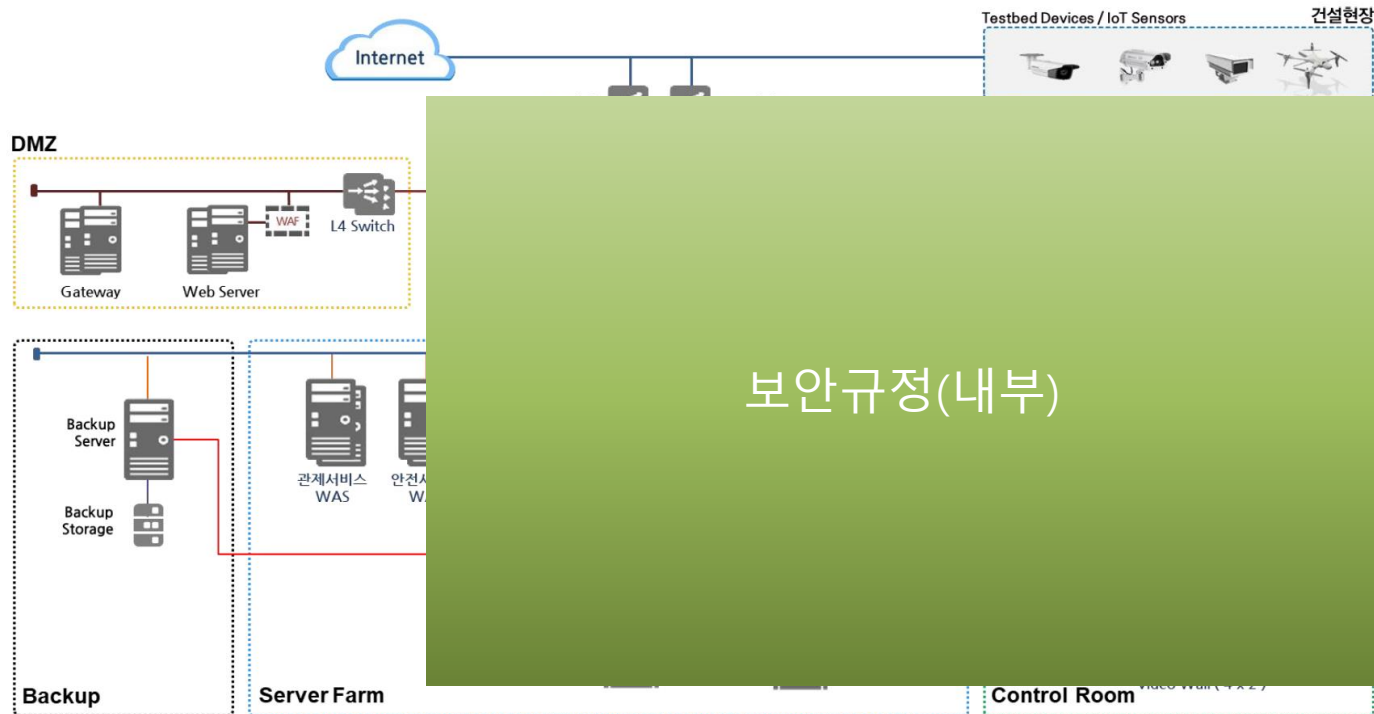 Testbed Devices / IoT Sensors
건설현장
Internet
DMZ
WAF
L4 Switch
Gateway
Web Server
보안규정(내부)
Backup
Server
관제서비스
WAS
Backup
Storage
Backup
Server Farm
Control Room